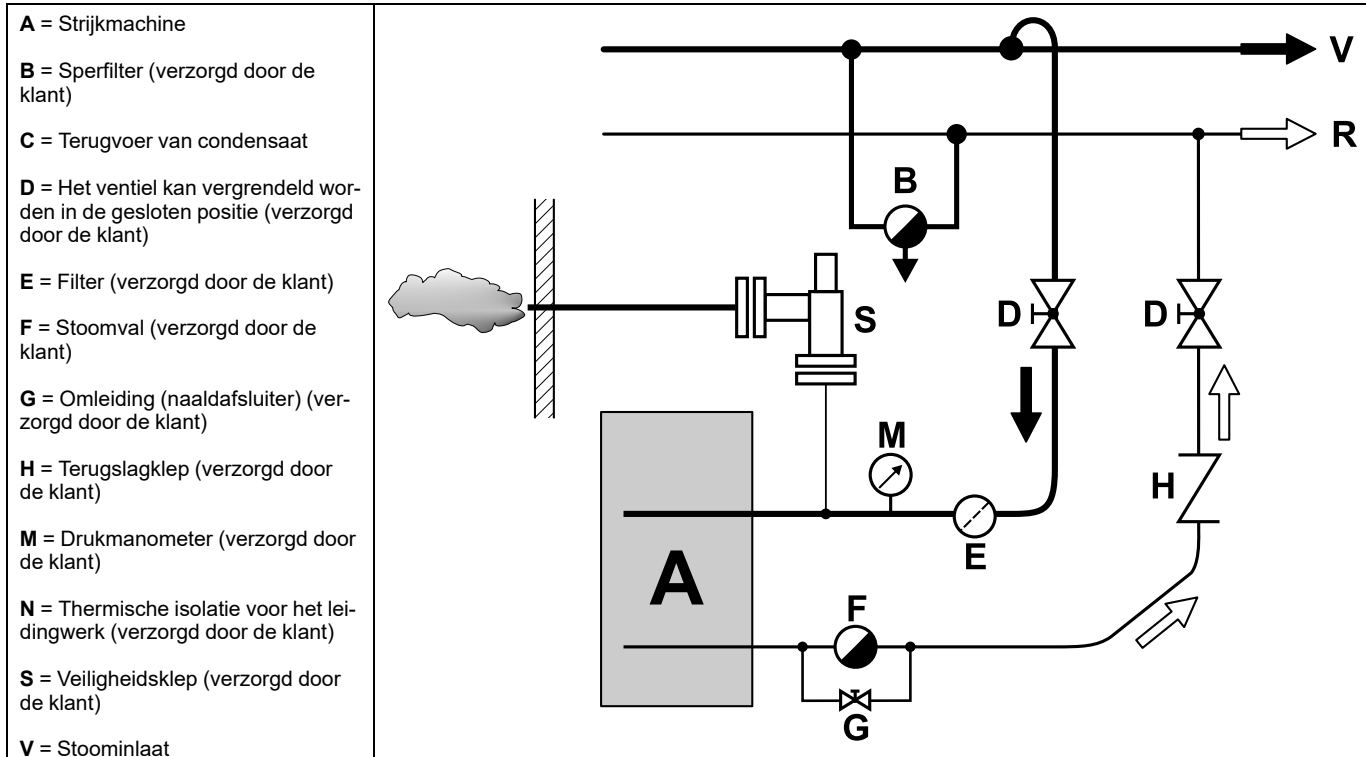 A = Strijkmachine
B = Sperfilter (verzorgd door de
klant)
C = Terugvoer van condensaat
D = Het ventiel kan vergrendeld wor-
den in de gesloten positie (verzorgd
door de klant)
E = Filter (verzorgd door de klant)
F = Stoomval (verzorgd door de
klant)
G = Omleiding (naaldafsluiter) (ver-
zorgd door de klant)
H = Terugslagklep (verzorgd door
de klant)
M = Drukmanometer (verzorgd door
de klant)
N = Thermische isolatie voor het lei-
dingwerk (verzorgd door de klant)
S = Veiligheidsklep (verzorgd door
de klant)
V = Stoominlaat
V
R
B
S
D
D
M
H
E
A
F
G